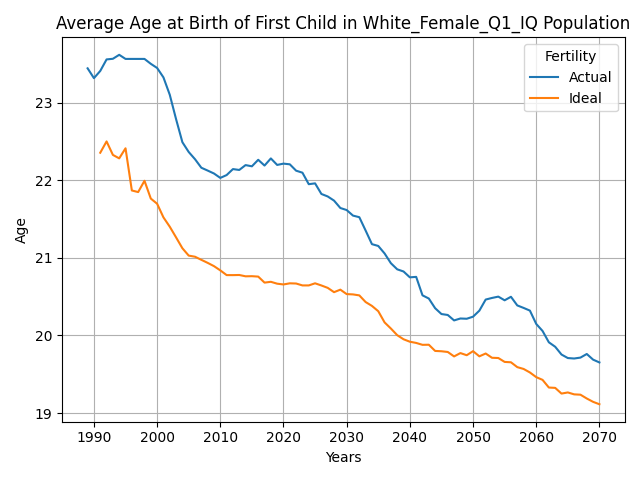 Average Age at Birth of First Child in White_Female_Q1_IQ Population
Fertility
Actual
Ideal
Age
23
22
21
20
19
1990 2000 2010 2020 2030 2040 2050 2060 2070
Years